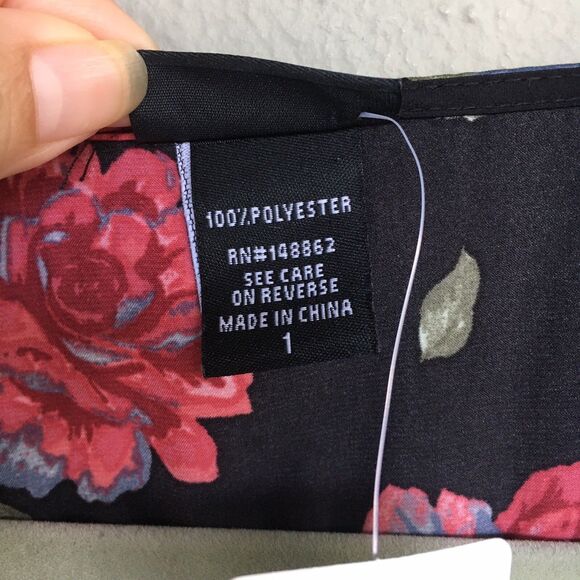 100% POLYESTER
RN#148862
SEE CARE
ON REVERSE
MADE IN CHINA
1